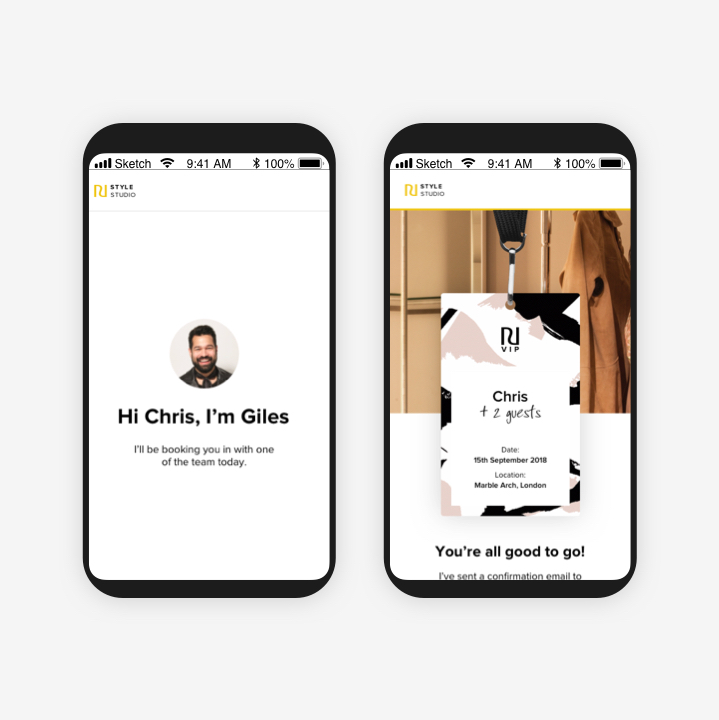 Sketch 9:41 AM 100%
RI STYLE
STUDIO
Hi Chris, I'm Giles
I'll be booking you in with one
of the team today.
Sketch 9:41 AM 100%
RI STYLE
STUDIO
RI
VIP
Chris
+ 2 guests
Date:
15th September 2018
Location:
Marble Arch, London
You're all good to go!
I've sent a confirmation email to